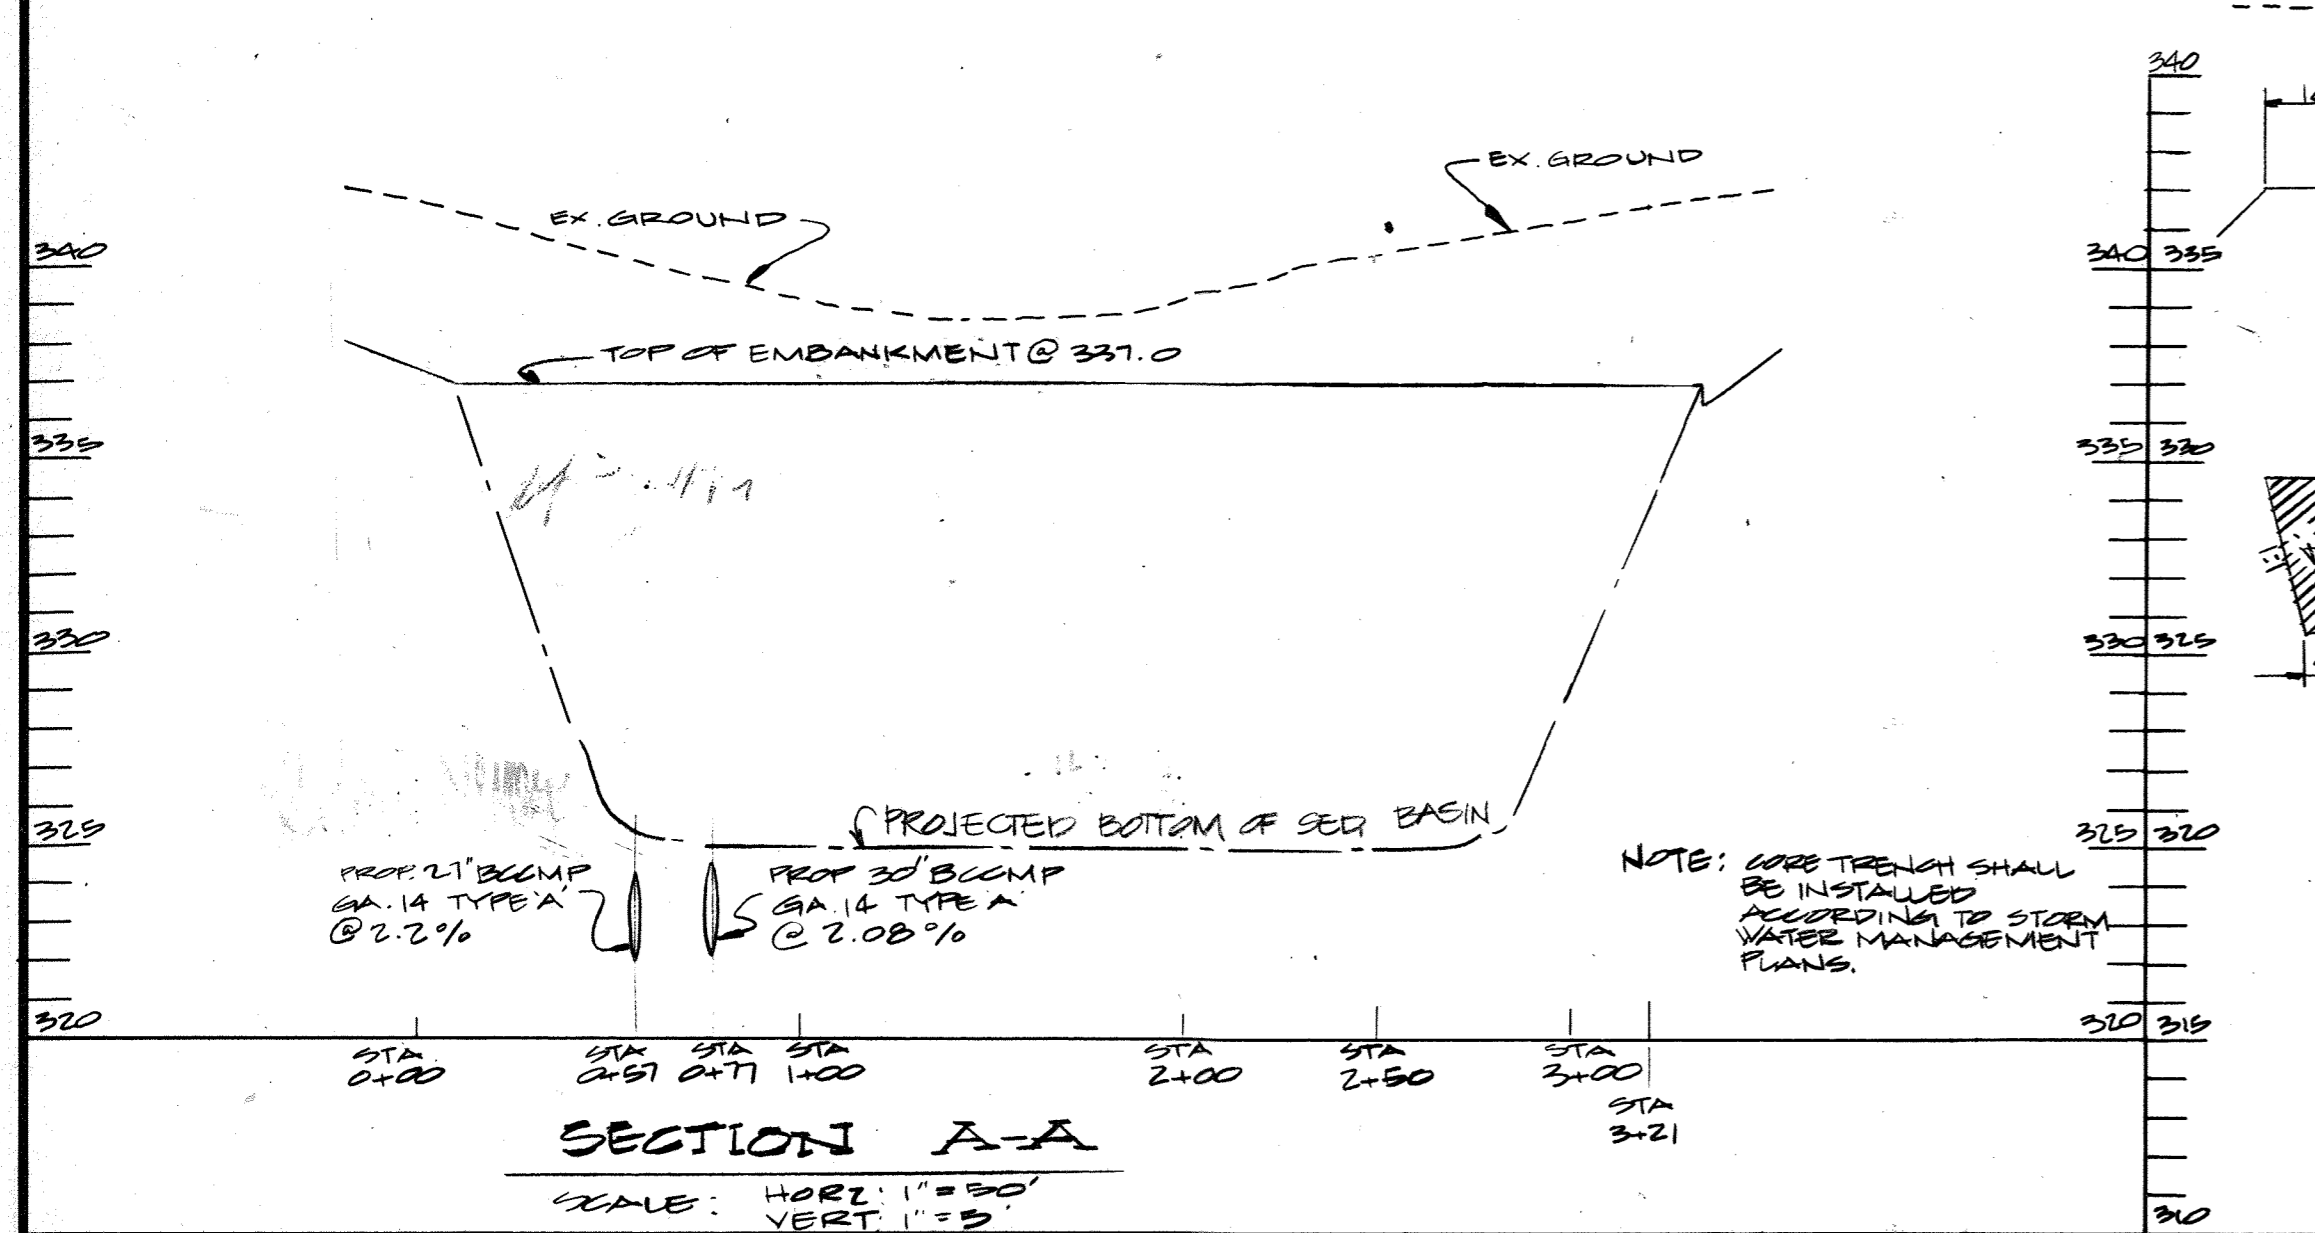 340
EX. GROUND
EX. GROUND
340
340 335
TOP OF EMBANKMENT @ 337.0
335
335 330
330
330 325
PROJECTED BOTTOM OF SED. BASIN
325
325 320
PROP. 27" BCCMP
GA. 14 TYPE 'A'
@ 2.2%
PROP 30" BCCMP
GA. 14 TYPE 'A'
@ 2.08%
NOTE: CORE TRENCH SHALL
BE INSTALLED
ACCORDING TO STORM
WATER MANAGEMENT
PLANS.
320
320 315
STA
0+00
STA
0+57
STA
0+77
STA
1+00
STA
2+00
STA
2+50
STA
3+00
STA
3+21
SECTION A-A
SCALE: HORZ: 1" = 50'
VERT: 1" = 5'
310